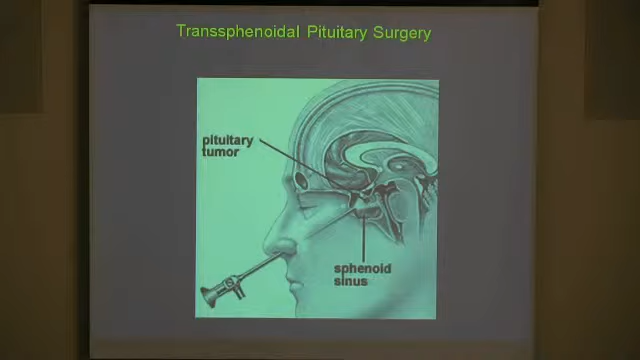 Transsphenoidal Pituitary Surgery
pituitary
tumor
sphenoid
sinus